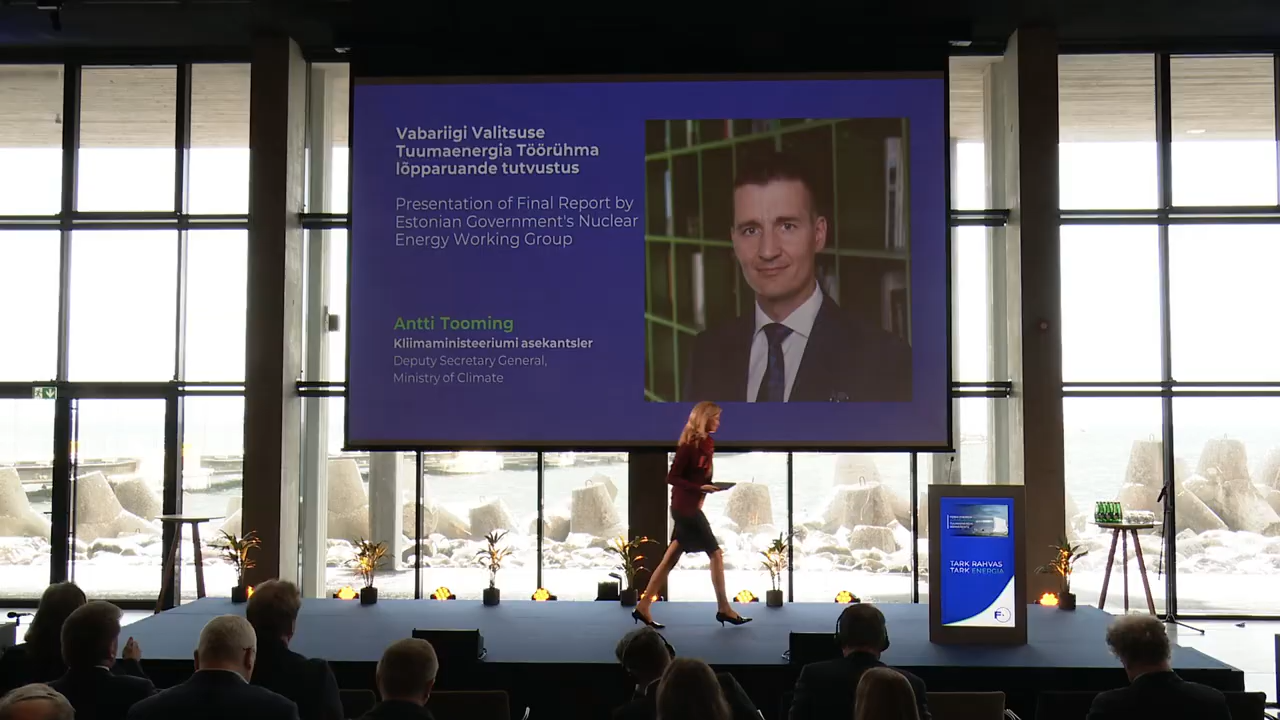 Vabariigi Valitsuse
Tuumaenergia Töörühma
lõpparuande tutvustus
Presentation of Final Report by
Estonian Government's Nuclear
Energy Working Group
Antti Tooming
Kliimaministeeriumi asekantsler
Deputy Secretary General,
Ministry of Climate
TARK RAHVAS
TARK ENERGIA